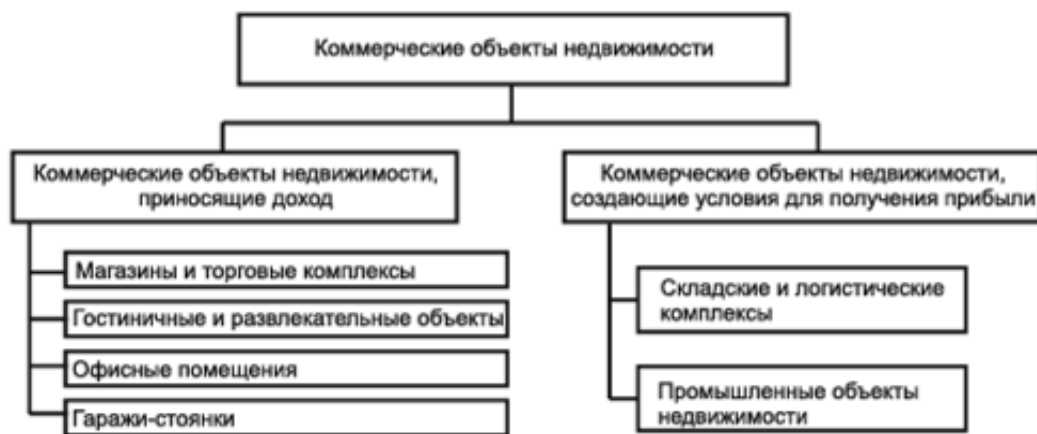 Коммерческие объекты недвижимости
Коммерческие объекты недвижимости,
приносящие доход
Магазины и торговые комплексы
Гостиничные и развлекательные объекты
Офисные помещения
Гаражи-стоянки
Коммерческие объекты недвижимости,
создающие условия для получения прибыли
Складские и логистические
комплексы
Промышленные объекты
недвижимости